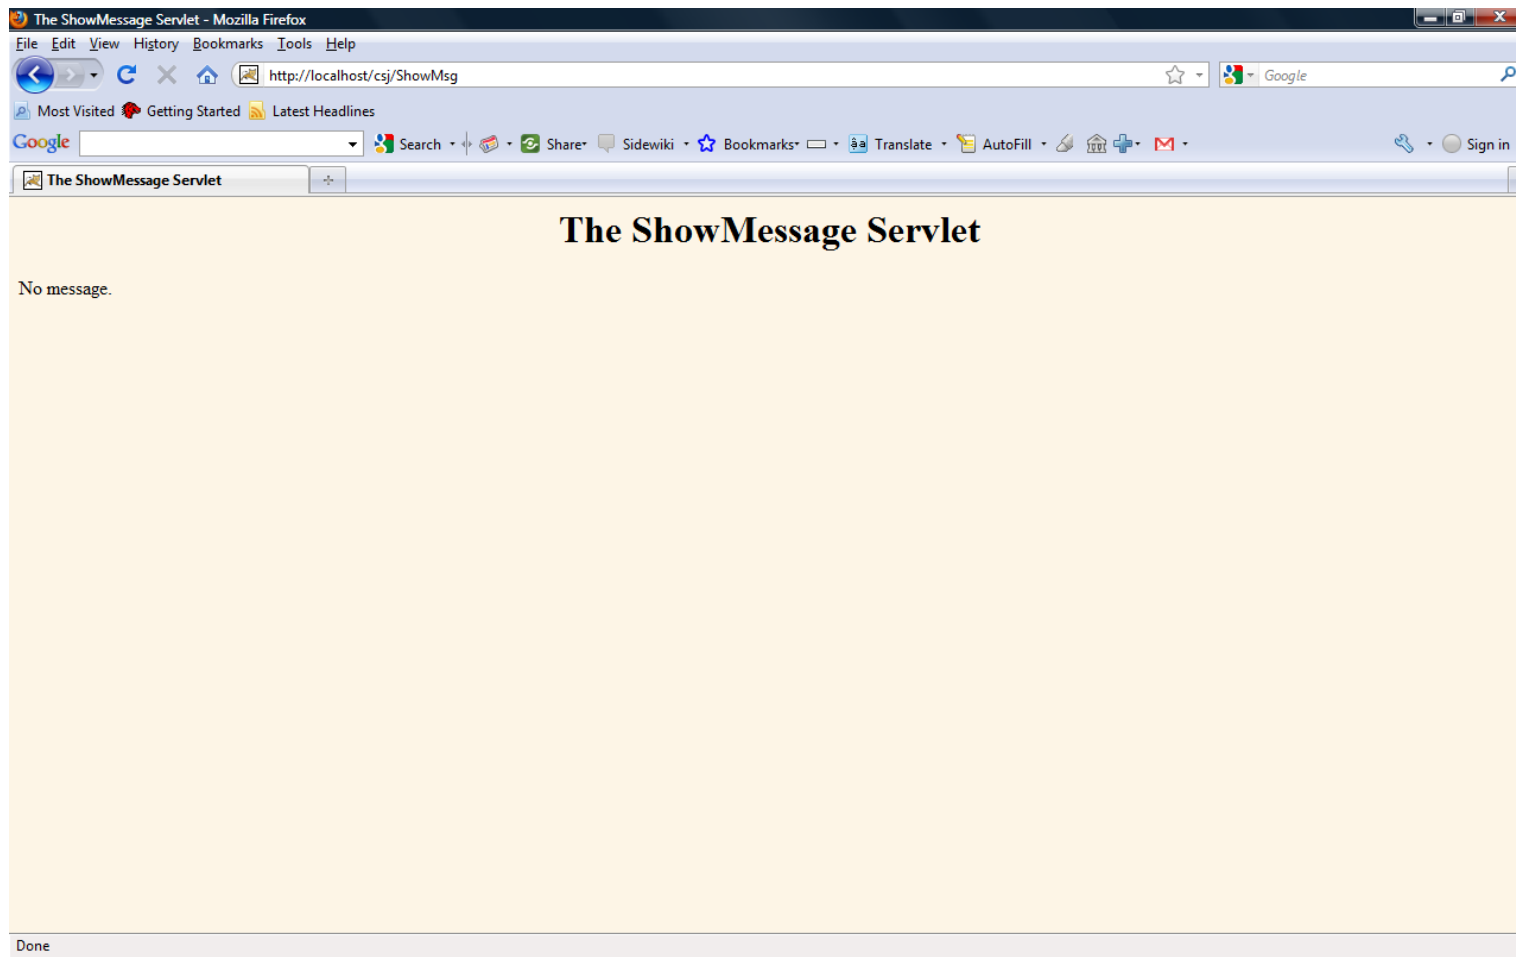 The ShowMessage Servlet - Mozilla Firefox
File Edit View History Bookmarks Tools Help
http://localhost/csj/ShowMsg Google
Most Visited Getting Started Latest Headlines
Google Search Share Sidewiki Bookmarks Translate AutoFill Sign in
The ShowMessage Servlet
The ShowMessage Servlet
No message.
Done